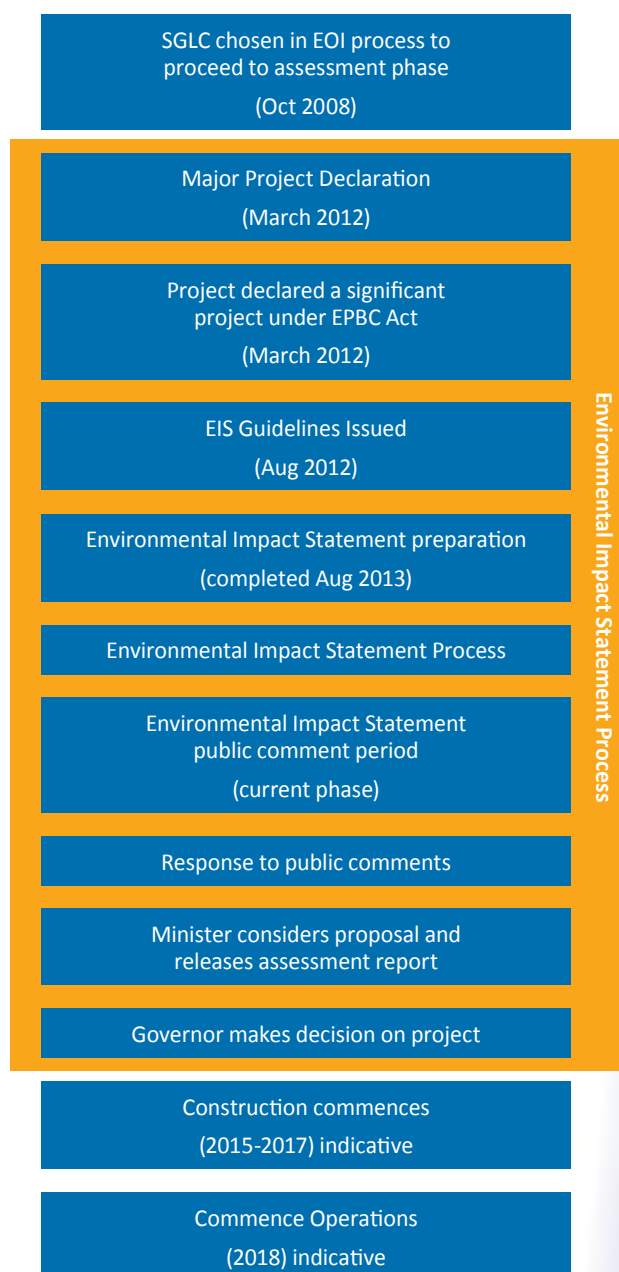 SGLC chosen in EOI process to
proceed to assessment phase
(Oct 2008)
Major Project Declaration
(March 2012)
Project declared a significant
project under EPBC Act
(March 2012)
EIS Guidelines Issued
(Aug 2012)
Environmental Impact Statement preparation
(completed Aug 2013)
Environmental Impact Statement Process
Environmental Impact Statement
public comment period
(current phase)
Response to public comments
Minister considers proposal and
releases assessment report
Governor makes decision on project
Environmental Impact Statement Process
Construction commences
(2015-2017) indicative
Commence Operations
(2018) indicative